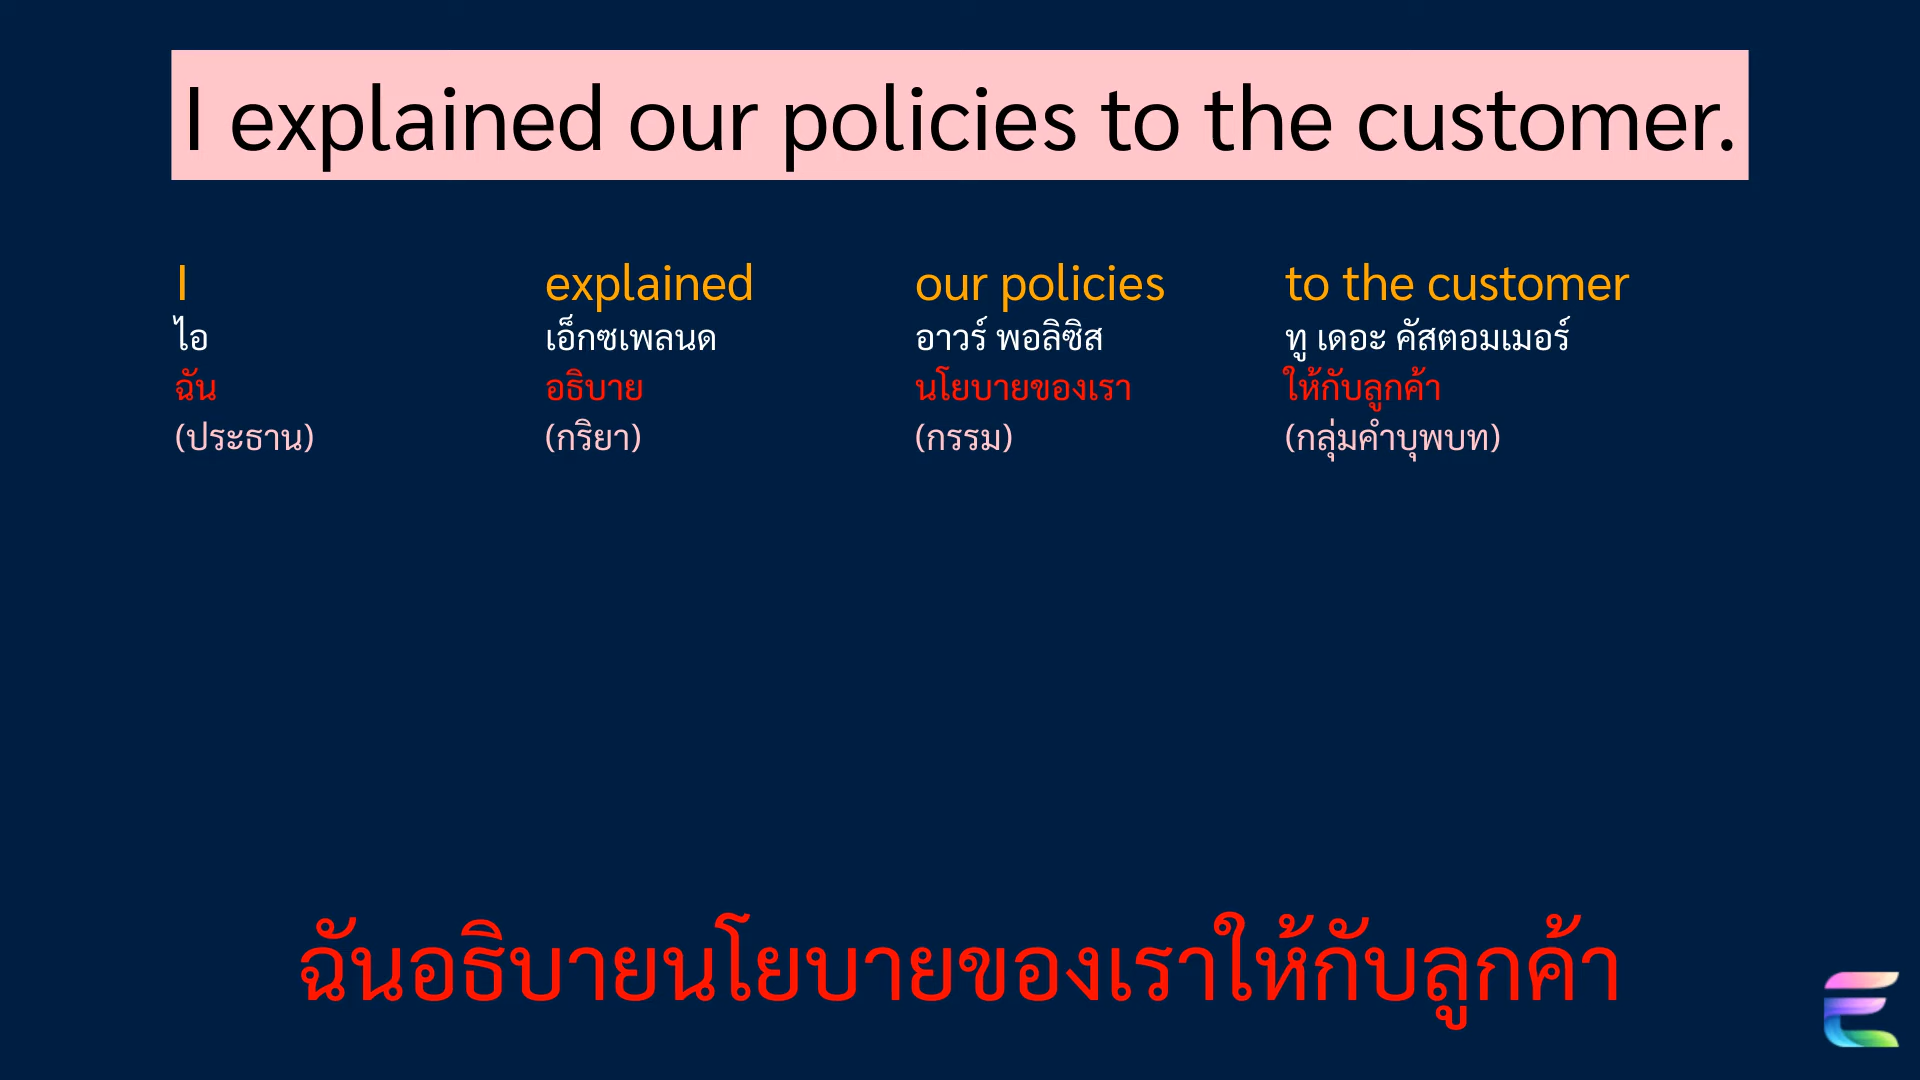 I explained our policies to the customer.
I explained our policies to the customer
ไอ เอ็กซเพลนด อาวร์ พอลิซิส ทู เดอะ คัสตอมเมอร์
ฉัน อธิบาย นโยบายของเรา ให้กับลูกค้า
(ประธาน) (กริยา) (กรรม) (กลุ่มคำบุพบท)
ฉันอธิบายนโยบายของเราให้กับลูกค้า